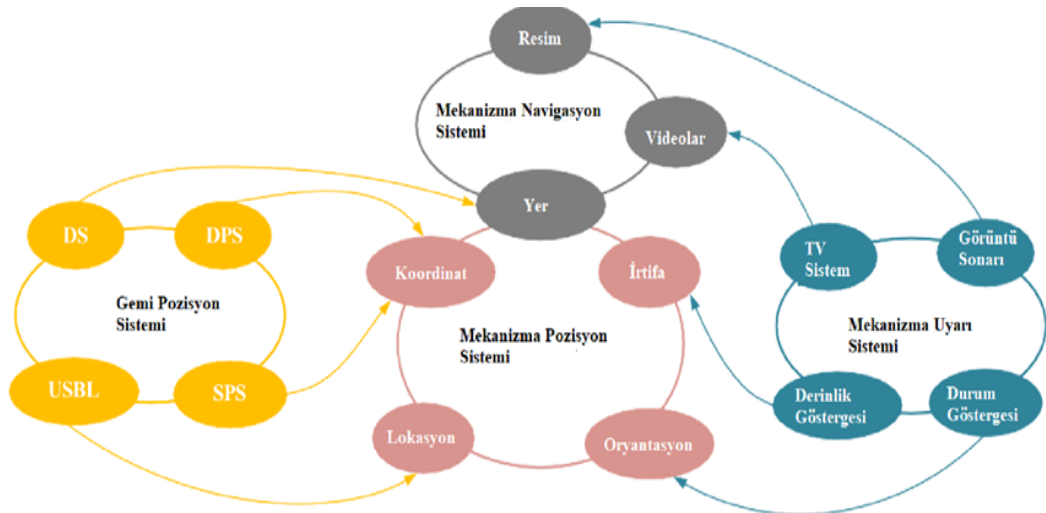 Resim
Mekanizma Navigasyon
Sistemi
Videolar
Yer
DS
DPS
Gemi Pozisyon
Sistemi
USBL
SPS
Koordinat
İrtifa
Mekanizma Pozisyon
Sistemi
Lokasyon
Oryantasyon
TV
Sistem
Görüntü
Sonarı
Mekanizma Uyarı
Sistemi
Derinlik
Göstergesi
Durum
Göstergesi